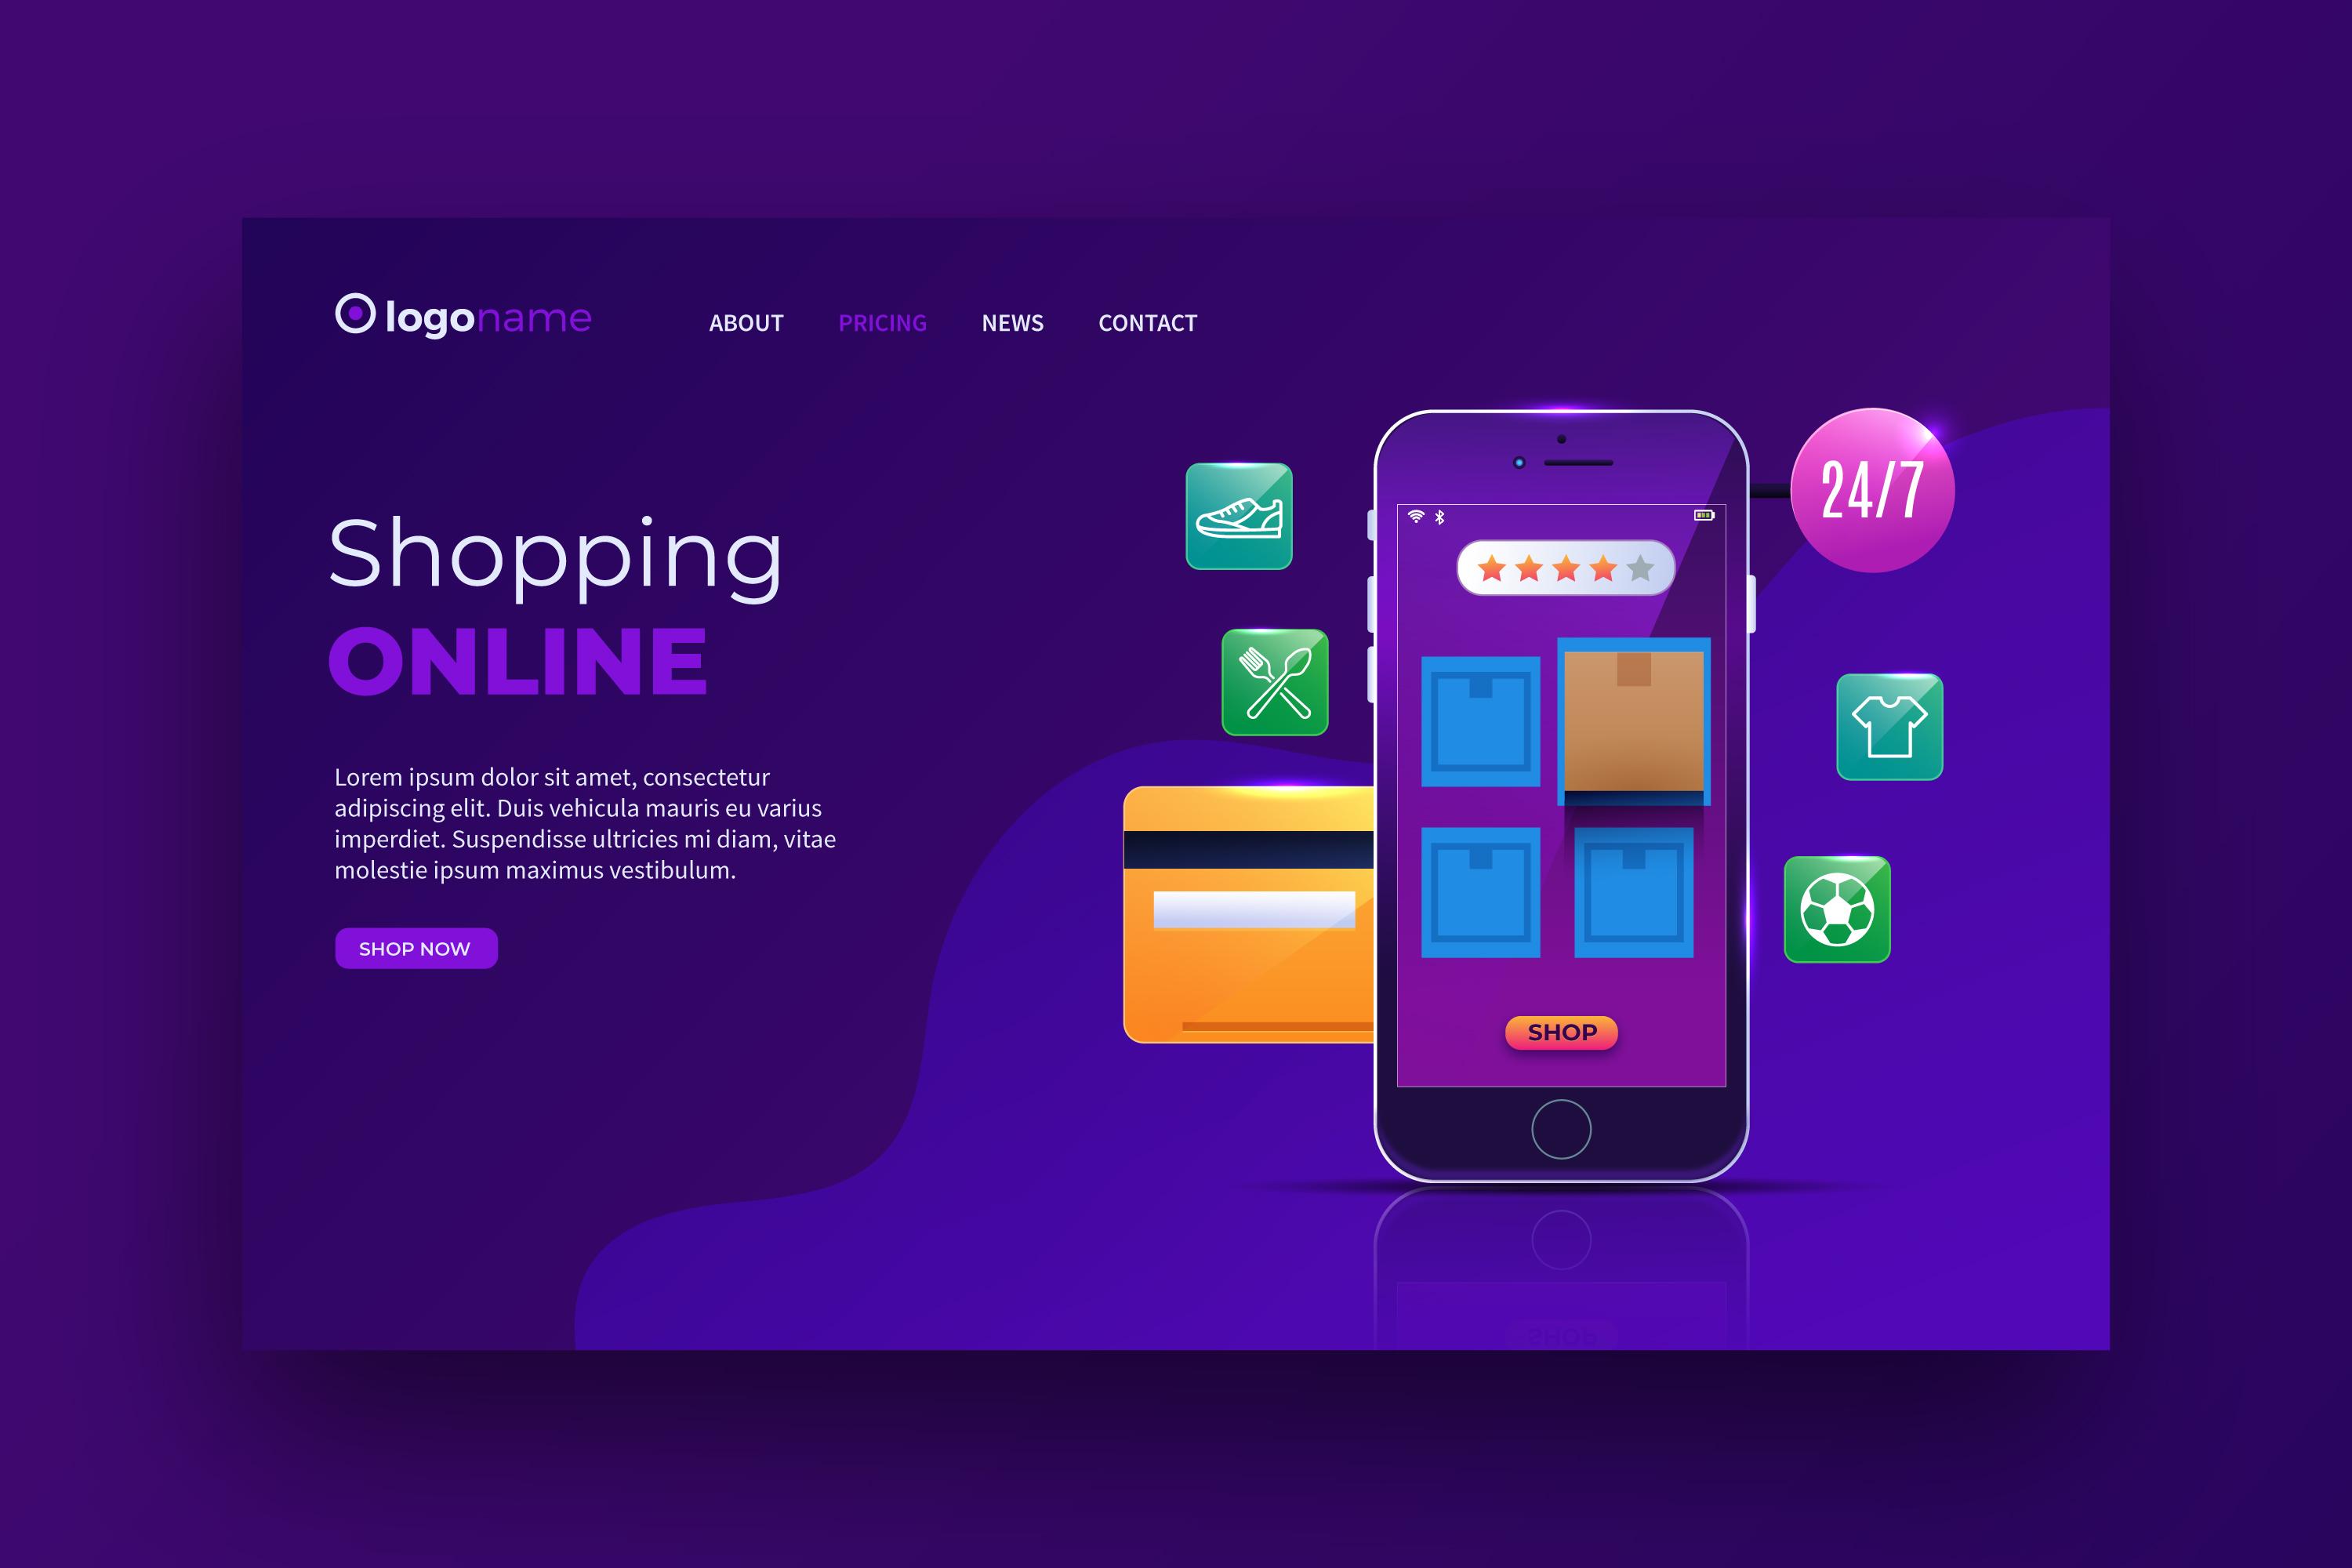 logoname
ABOUT PRICING NEWS CONTACT
24/7
Shopping
ONLINE
Lorem ipsum dolor sit amet, consectetur
adipiscing elit. Duis vehicula mauris eu varius
imperdiet. Suspendisse ultricies mi diam, vitae
molestie ipsum maximus vestibulum.
SHOP NOW
SHOP